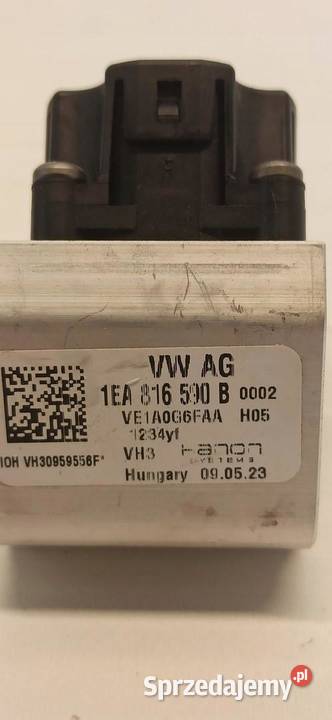 VW AG
1EA 816 590 B 0002
VE1A0G6FAA H05
1234yf
VH3 Hanon
SYSTEMS
IOH VH30959556F*
Hungary 09.05.23
Sprzedajemy.pl